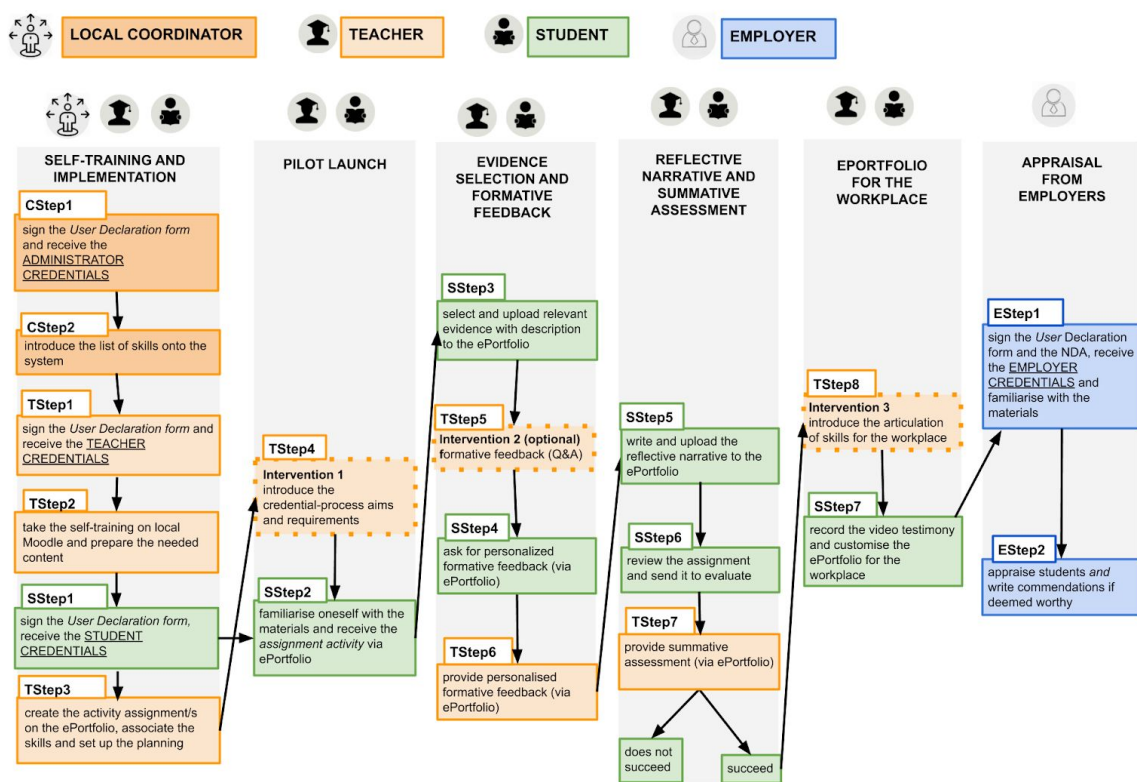 LOCAL COORDINATOR
TEACHER
STUDENT
EMPLOYER
SELF-TRAINING AND
IMPLEMENTATION
CStep1
sign the User Declaration form
and receive the
ADMINISTRATOR
CREDENTIALS
CStep2
introduce the list of skills onto the
system
TStep1
sign the User Declaration form and
receive the TEACHER
CREDENTIALS
TStep2
take the self-training on local
Moodle and prepare the needed
content
SStep1
sign the User Declaration form,
receive the STUDENT
CREDENTIALS
TStep3
create the activity assignment/s
on the ePortfolio, associate the
skills and set up the planning
PILOT LAUNCH
TStep4
Intervention 1
introduce the
credential-process aims
and requirements
SStep2
familiarise oneself with the
materials and receive the
assignment activity via
ePortfolio
EVIDENCE
SELECTION AND
FORMATIVE
FEEDBACK
SStep3
select and upload relevant
evidence with description
to the ePortfolio
TStep5
Intervention 2 (optional)
formative feedback (Q&A)
SStep4
ask for personalized
formative feedback (via
ePortfolio)
TStep6
provide personalised
formative feedback (via
ePortfolio)
REFLECTIVE
NARRATIVE AND
SUMMATIVE
ASSESSMENT
SStep5
write and upload the
reflective narrative to the
ePortfolio
SStep6
review the assignment
and send it to evaluate
TStep7
provide summative
assessment (via ePortfolio)
does not
succeed
succeed
EPORTFOLIO
FOR THE
WORKPLACE
TStep8
Intervention 3
introduce the articulation
of skills for the workplace
SStep7
record the video testimony
and customise the
ePortfolio for the
workplace
APPRAISAL
FROM
EMPLOYERS
EStep1
sign the User Declaration
form and the NDA, receive
the EMPLOYER
CREDENTIALS and
familiarise with the
materials
EStep2
appraise students and
write commendations if
deemed worthy